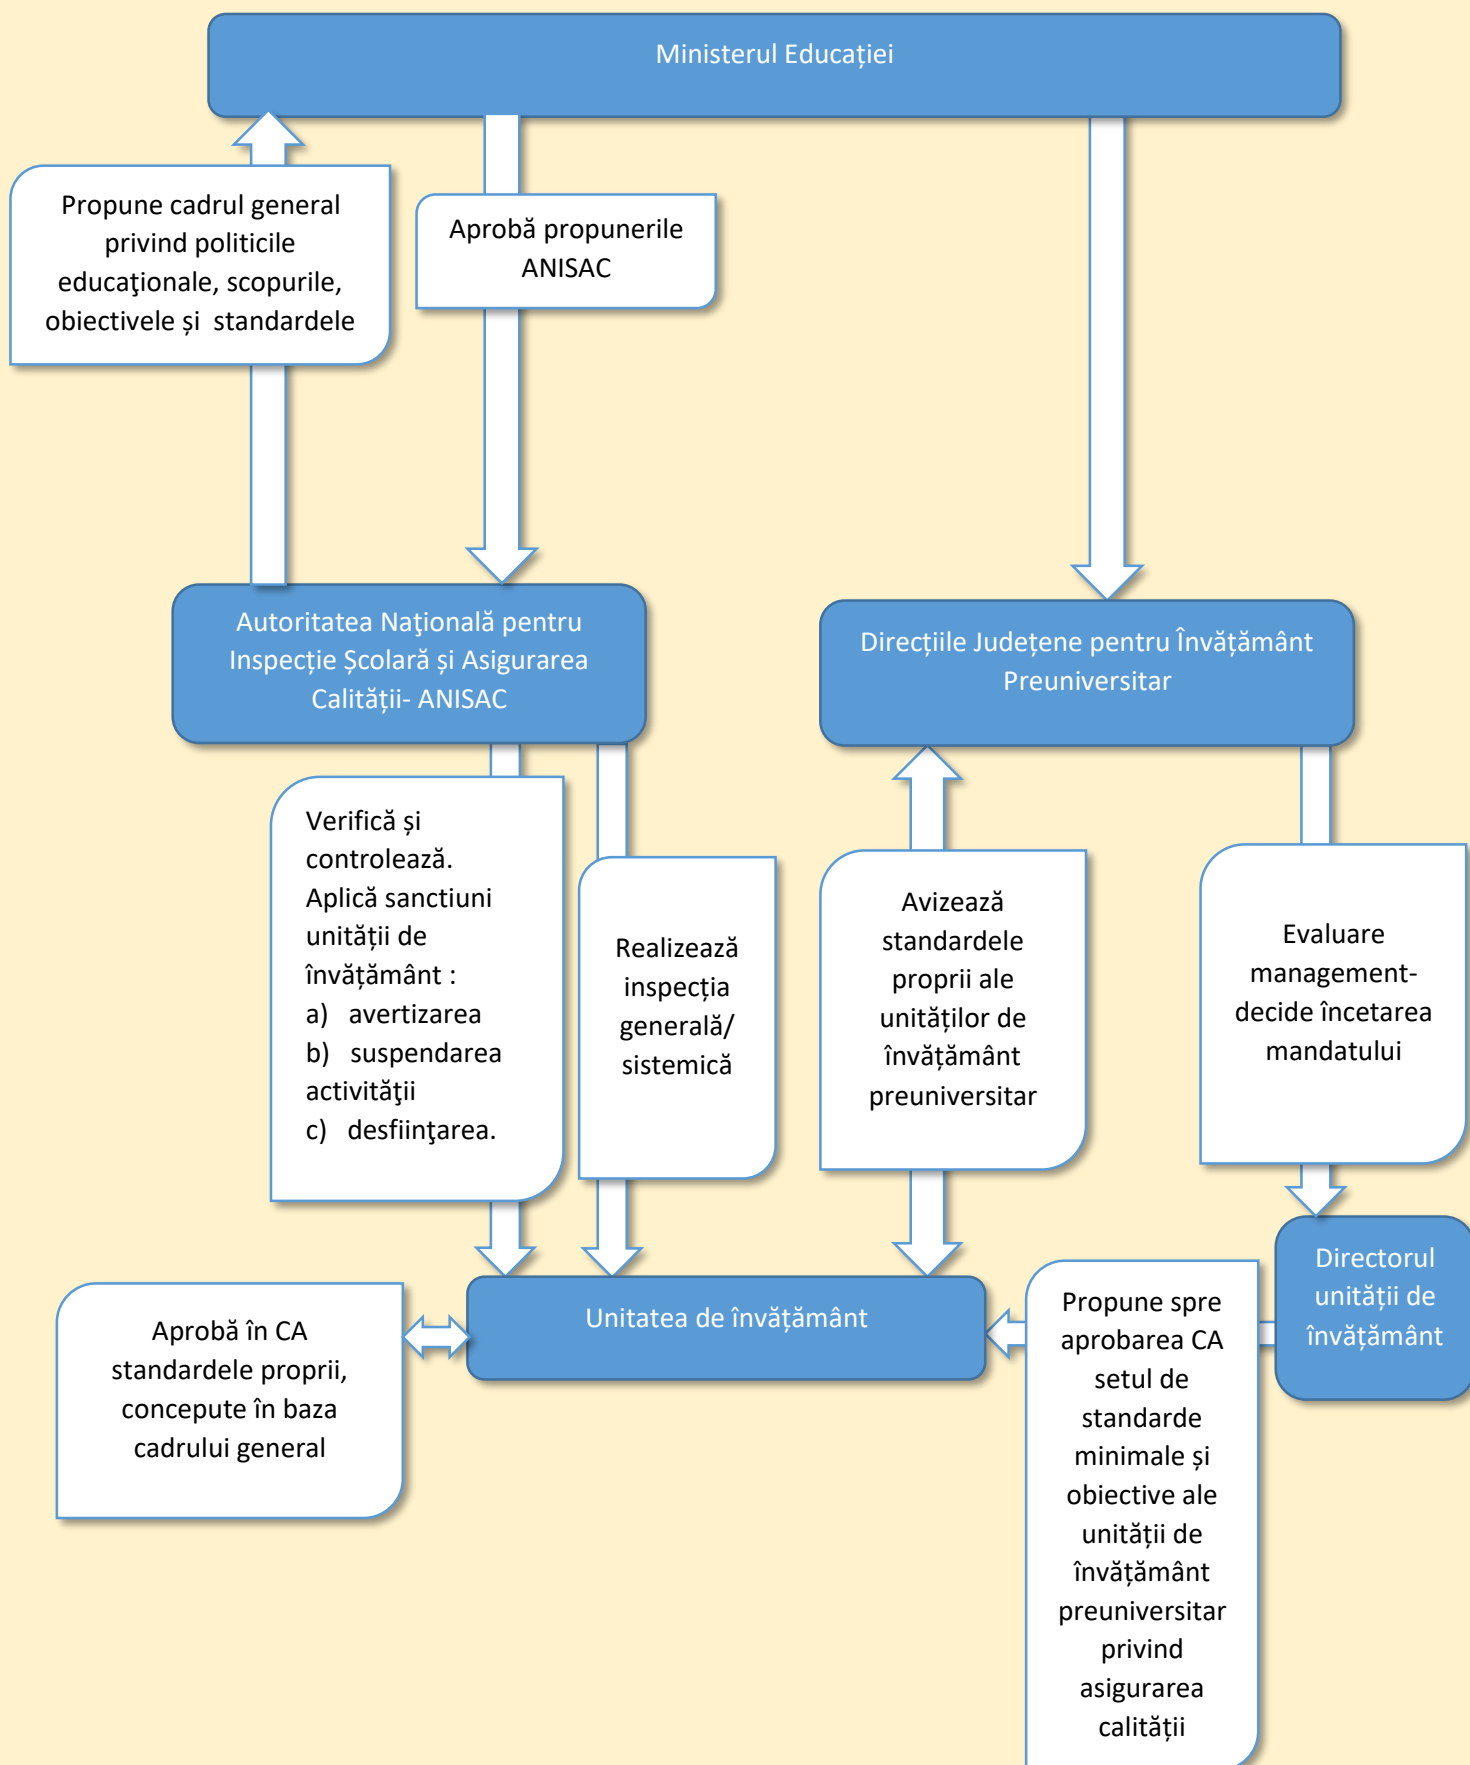 Ministerul Educației
Propune cadrul general
privind politicile
educaţionale, scopurile,
obiectivele și  standardele
Aprobă propunerile
ANISAC
Autoritatea Naţională pentru
Inspecție Școlară și Asigurarea
Calității- ANISAC
Direcțiile Județene pentru Învățământ
Preuniversitar
Verifică și
controlează.
Aplică sanctiuni
unității de
învățământ :
a)   avertizarea
b)   suspendarea
activităţii
c)   desfiinţarea.
Realizează
inspecția
generală/
sistemică
Avizează
standardele
proprii ale
unităților de
învățământ
preuniversitar
Evaluare
management-
decide încetarea
mandatului
Aprobă în CA
standardele proprii,
concepute în baza
cadrului general
Unitatea de învățământ
Propune spre
aprobarea CA
setul de
standarde
minimale și
obiective ale
unității de
învățământ
preuniversitar
privind
asigurarea
calității
Directorul
unității de
învățământ